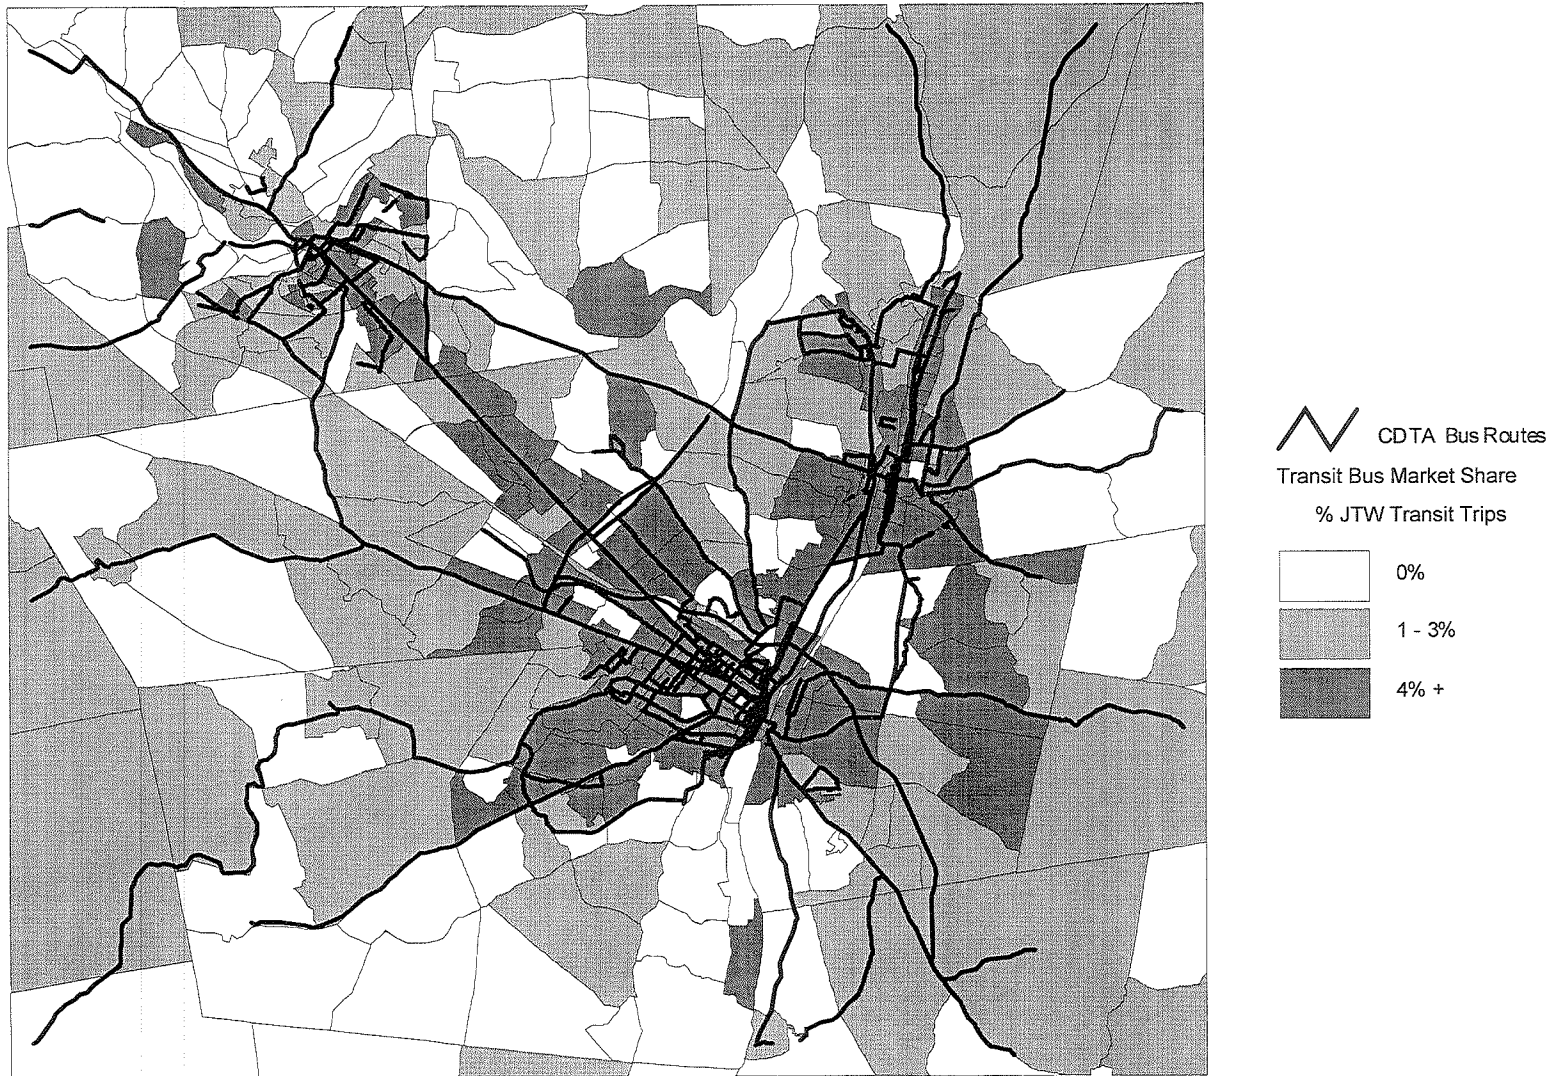 CDTA Bus Routes
Transit Bus Market Share
% JTW Transit Trips
0%
1 - 3%
4% +